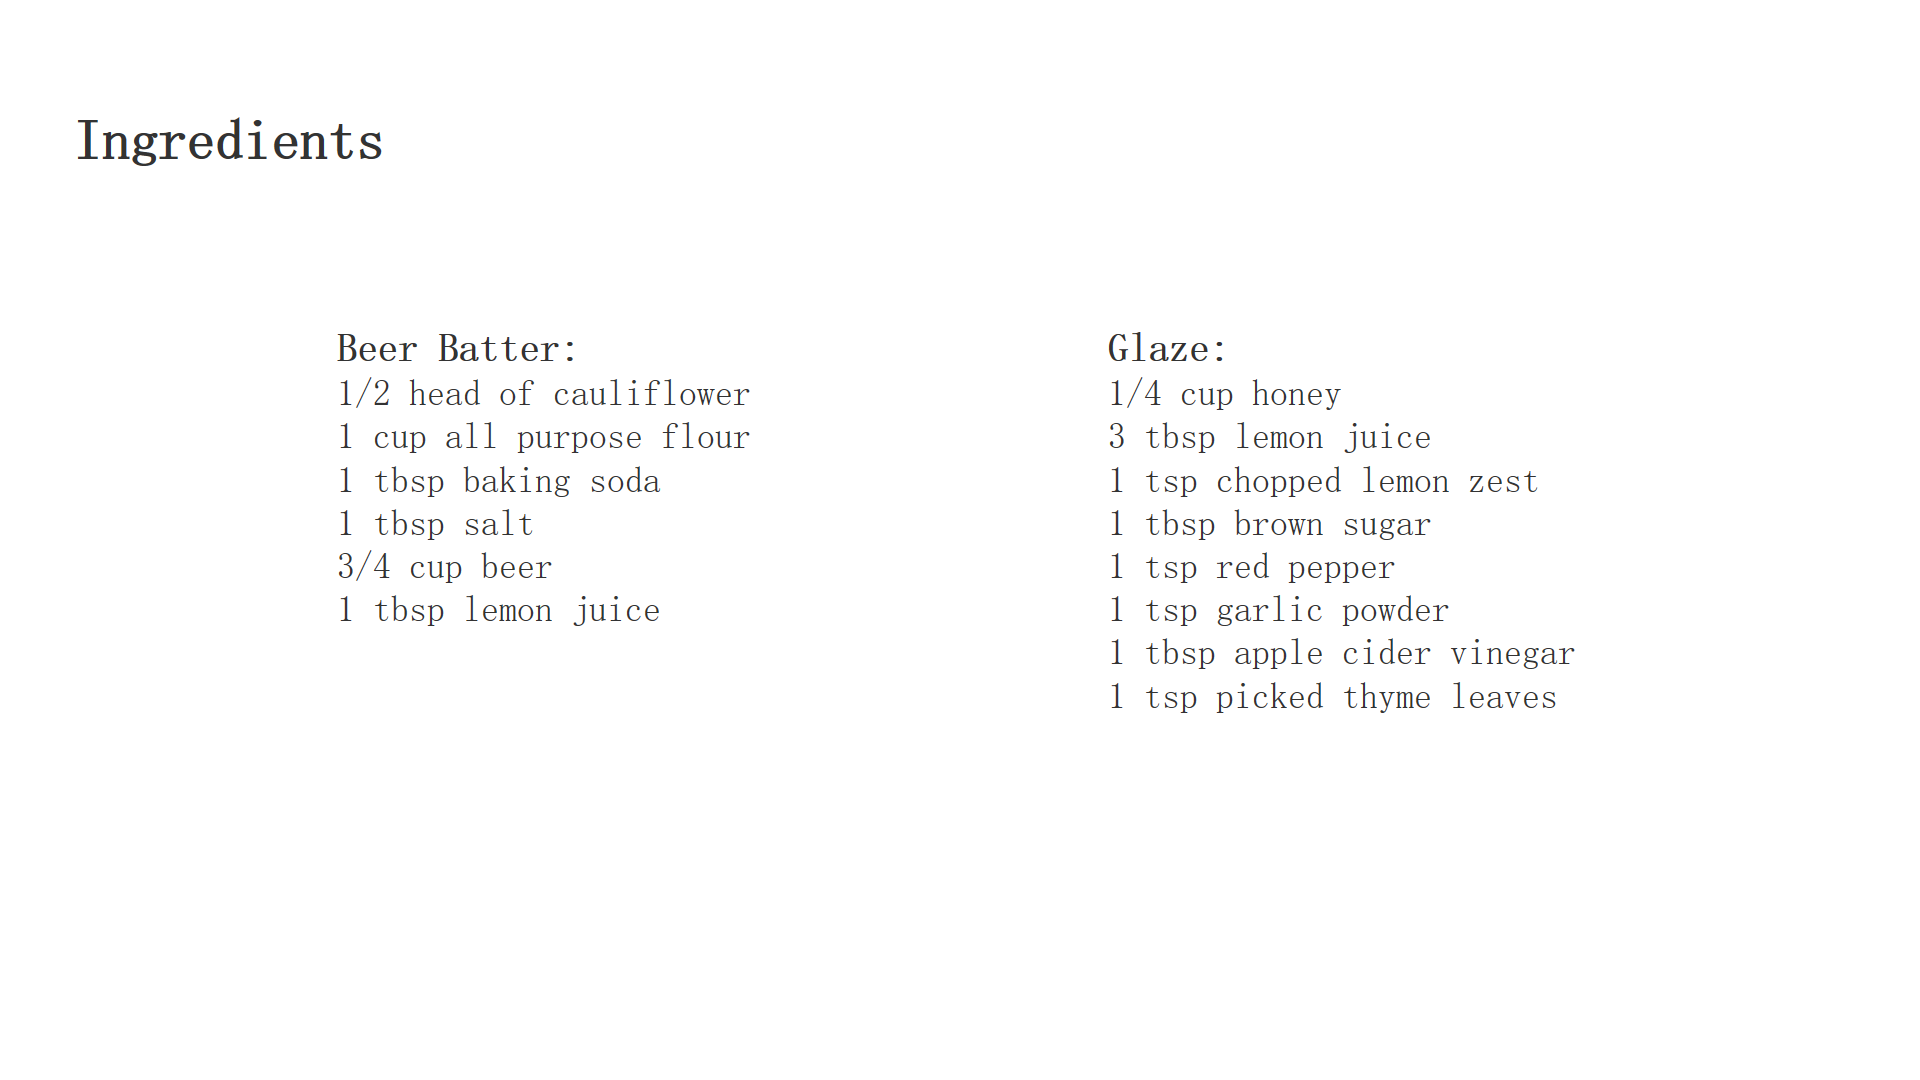 Ingredients
Beer Batter:
1/2 head of cauliflower
1 cup all purpose flour
1 tbsp baking soda
1 tbsp salt
3/4 cup beer
1 tbsp lemon juice
Glaze:
1/4 cup honey
3 tbsp lemon juice
1 tsp chopped lemon zest
1 tbsp brown sugar
1 tsp red pepper
1 tsp garlic powder
1 tbsp apple cider vinegar
1 tsp picked thyme leaves